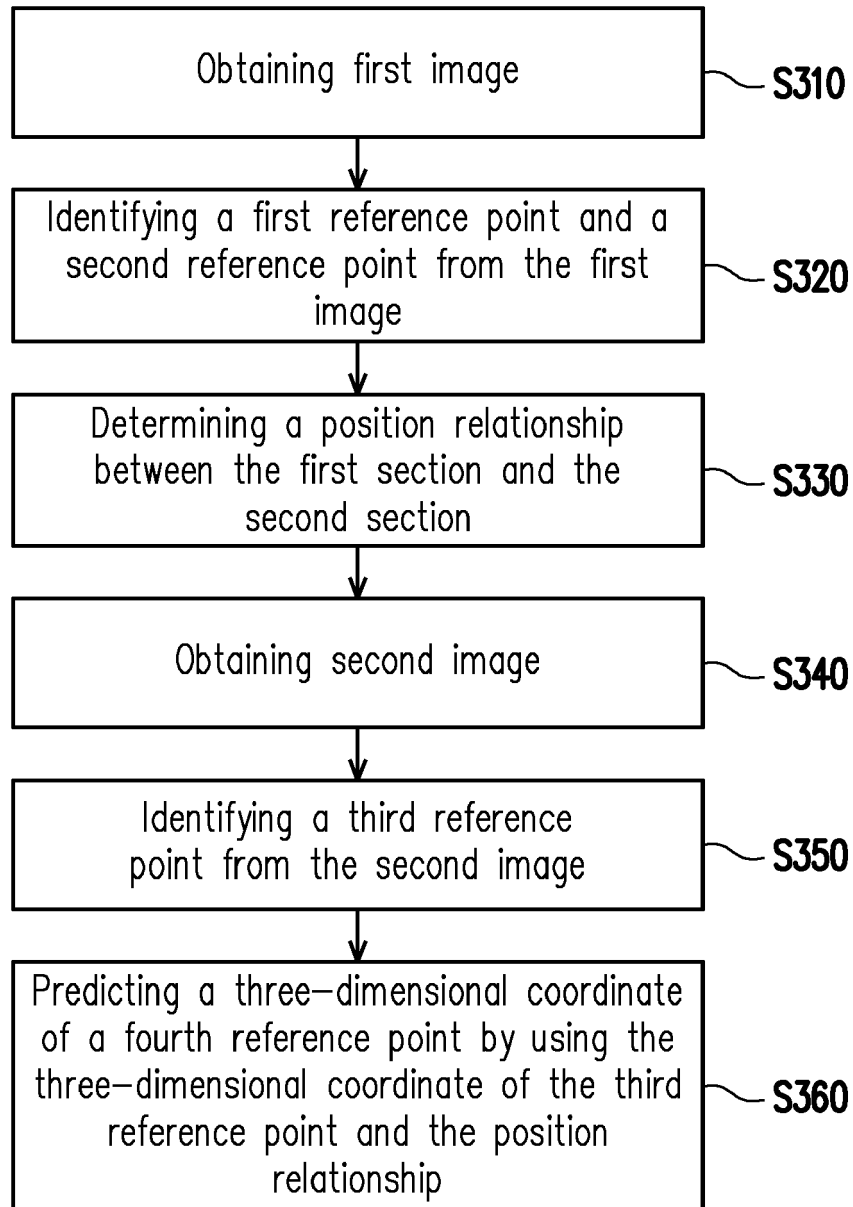 Obtaining first image
S310
Identifying a first reference point and a
second reference point from the first
image
S320
Determining a position relationship
between the first section and the
second section
S330
Obtaining second image
S340
Identifying a third reference
point from the second image
S350
Predicting a three-dimensional coordinate
of a fourth reference point by using the
three-dimensional coordinate of the third
reference point and the position
relationship
S360